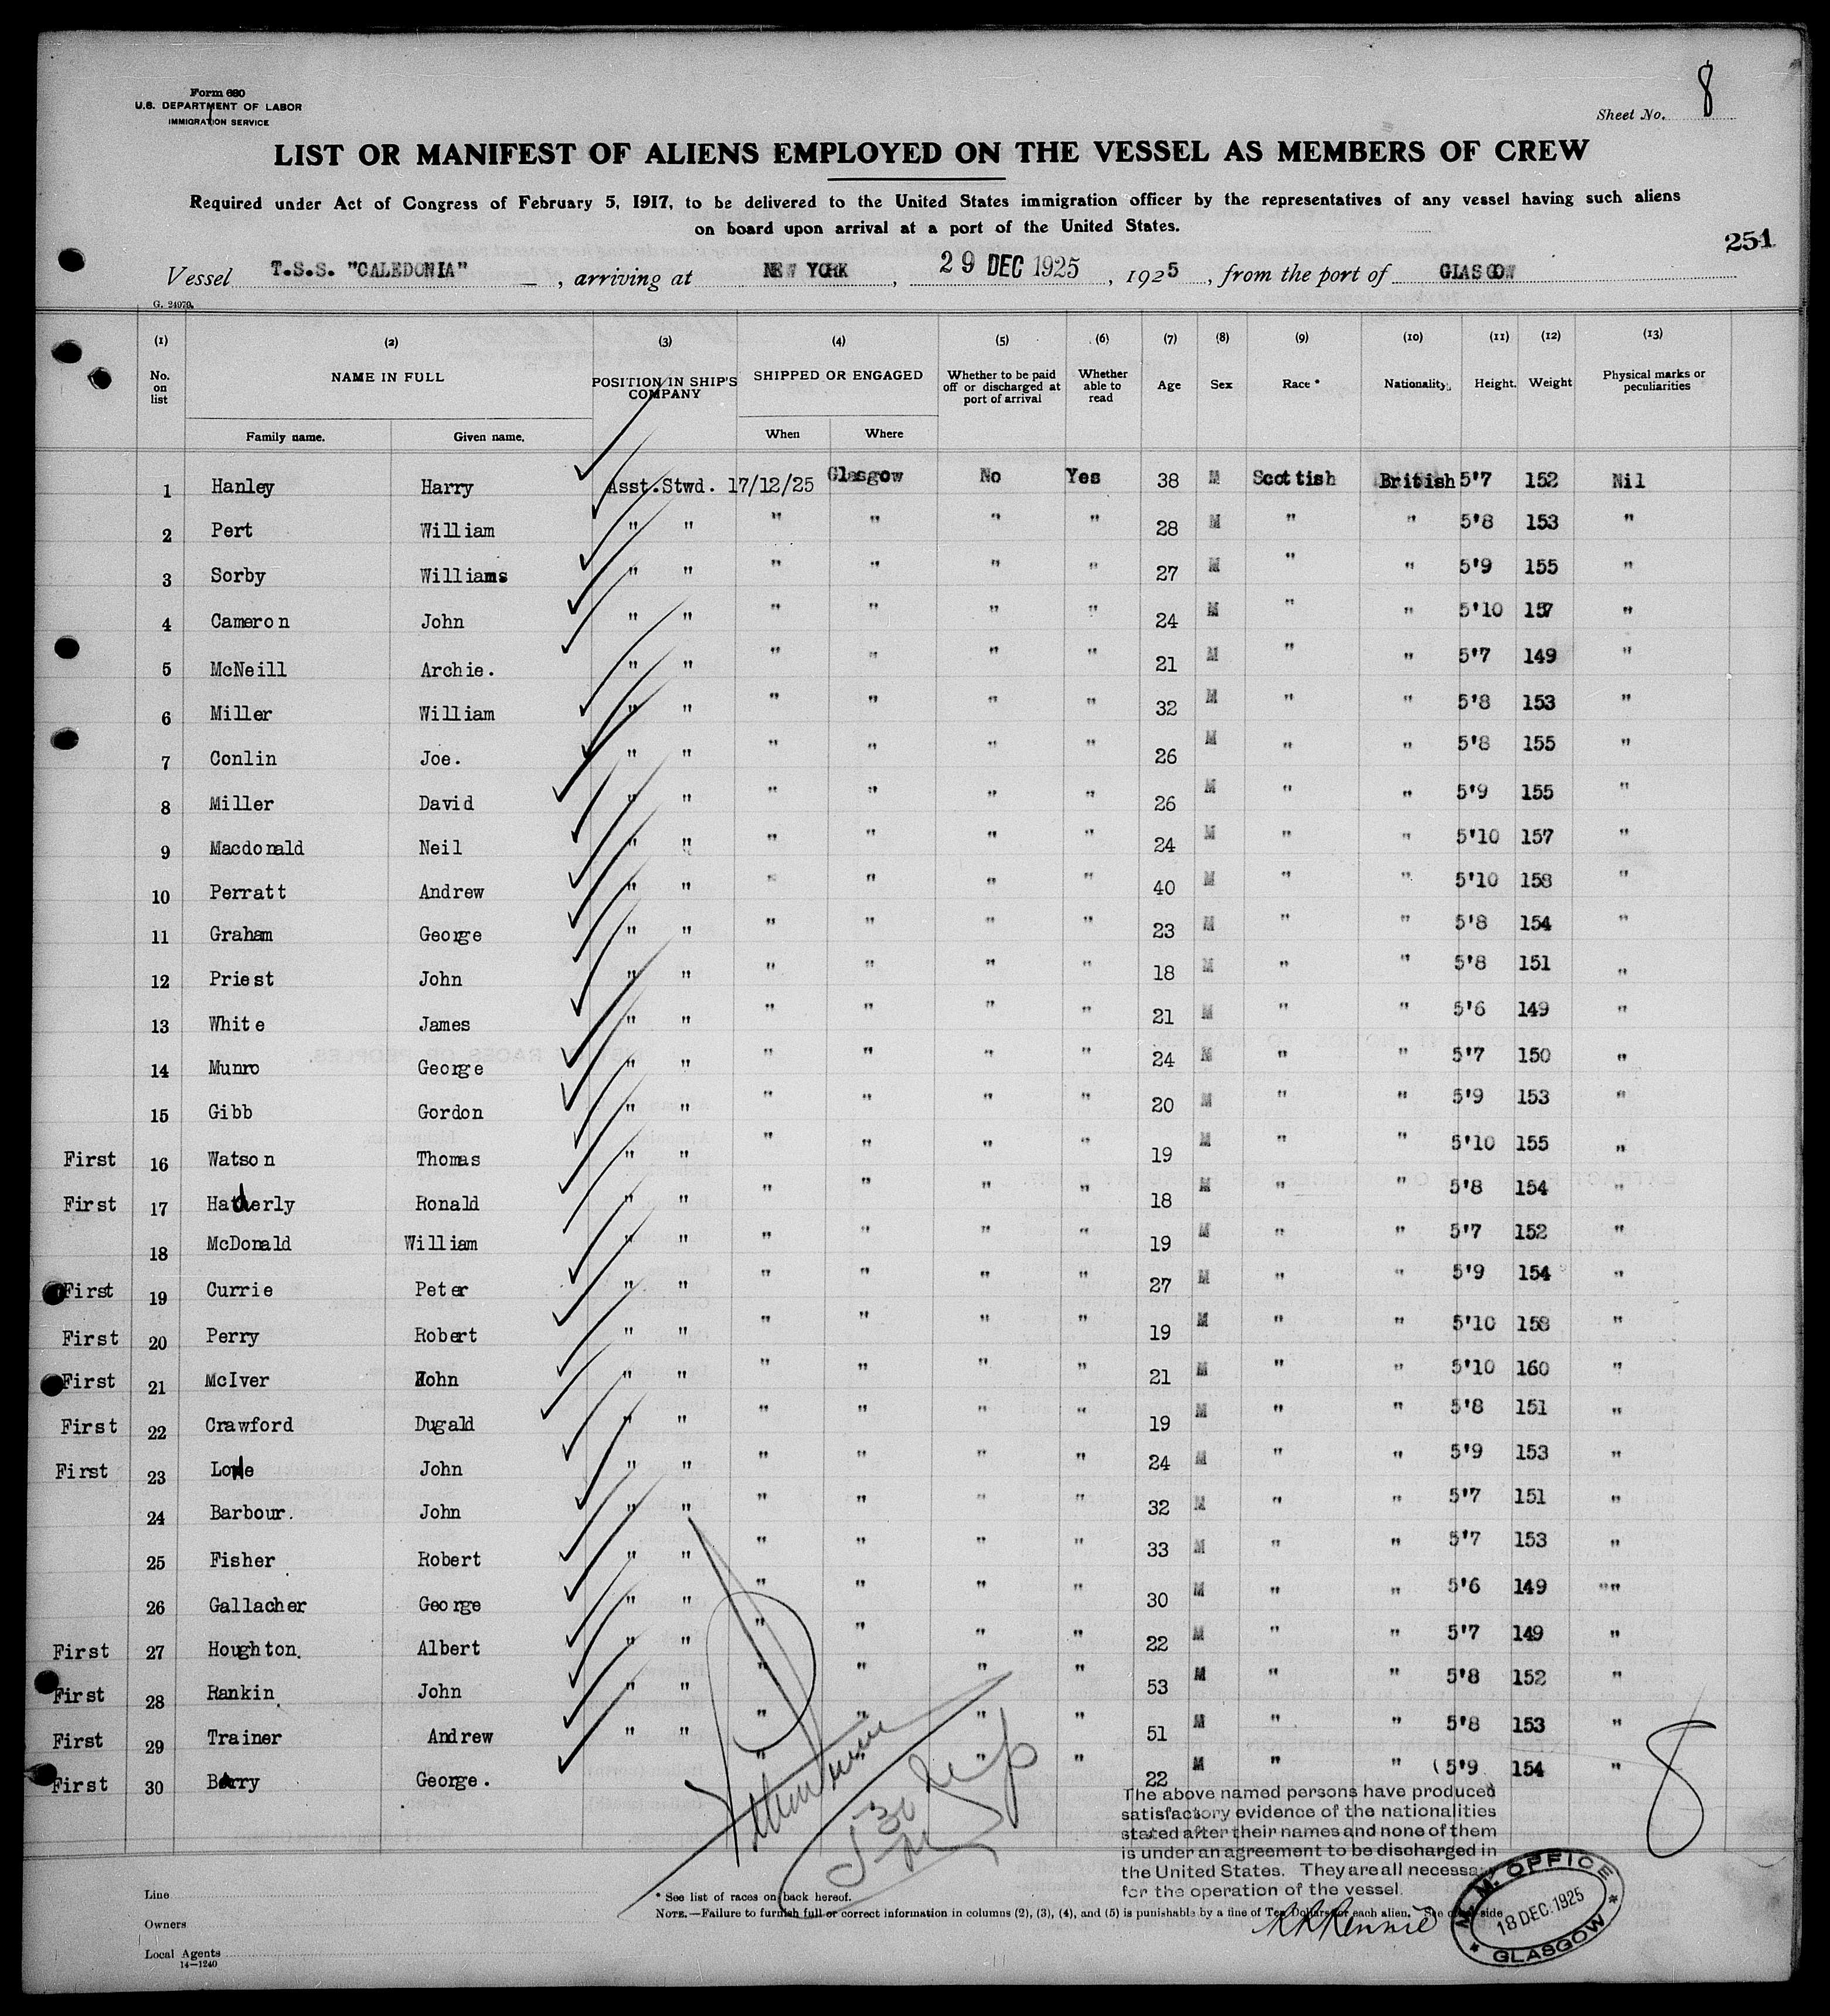 Form 680
U.S. DEPARTMENT OF LABOR
IMMIGRATION SERVICE
Sheet No. 8
LIST OR MANIFEST OF ALIENS EMPLOYED ON THE VESSEL AS MEMBERS OF CREW
Required under Act of Congress of February 5, 1917, to be delivered to the United States immigration officer by the representatives of any vessel having such aliens
on board upon arrival at a port of the United States.
251
Vessel T.S.S. "CALEDONIA", arriving at NEW YORK, 29 DEC 1925, 1925, from the port of GLASGOW
G. 24970.
(1) (2) (3) (4) (5) (6) (7) (8) (9) (10) (11) (12) (13)
No. on list NAME IN FULL POSITION IN SHIP'S COMPANY SHIPPED OR ENGAGED Whether to be paid off or discharged at port of arrival Whether able to read Age Sex Race * Nationality. Height. Weight Physical marks or peculiarities
Family name. Given name. When Where
1 Hanley Harry Asst.Stwd. 17/12/25 Glasgow No Yes 38 M Scottish British 5'7 152 Nil
2 Pert William " " " " " " 28 M " " 5'8 153 "
3 Sorby Williams " " " " " " 27 M " " 5'9 155 "
4 Cameron John " " " " " " 24 M " " 5'10 157 "
5 McNeill Archie. " " " " " " 21 M " " 5'7 149 "
6 Miller William " " " " " " 32 M " " 5'8 153 "
7 Conlin Joe. " " " " " " 26 M " " 5'8 155 "
8 Miller David " " " " " " 26 M " " 5'9 155 "
9 Macdonald Neil " " " " " " 24 M " " 5'10 157 "
10 Perratt Andrew " " " " " " 40 M " " 5'10 158 "
11 Graham George " " " " " " 23 M " " 5'8 154 "
12 Priest John " " " " " " 18 M " " 5'8 151 "
13 White James " " " " " " 21 M " " 5'6 149 "
14 Munro George " " " " " " 24 M " " 5'7 150 "
15 Gibb Gordon " " " " " " 20 M " " 5'9 153 "
First 16 Watson Thomas " " " " " " 19 M " " 5'10 155 "
First 17 Hatherly Ronald " " " " " " 18 M " " 5'8 154 "
18 McDonald William " " " " " " 19 M " " 5'7 152 "
First 19 Currie Peter " " " " " " 27 M " " 5'9 154 "
First 20 Perry Robert " " " " " " 19 M " " 5'10 158 "
First 21 McIver John " " " " " " 21 M " " 5'10 160 "
First 22 Crawford Dugald " " " " " " 19 M " " 5'8 151 "
First 23 John " " " " " " 24 M " " 5'9 153 "
24 Barbour. John " " " " " " 32 M " " 5'7 151 "
25 Fisher Robert " " " " " " 33 M " " 5'7 153 "
26 Gallacher George " " " " " " 30 M " " 5'6 149 ""
First 27 Houghton. Albert " " " " " " 22 M " " 5'7 149 "
First 28 Rankin. John " " " " " " 53 M " " 5'8 152 "
First 29 Trainer Andrew " " " " " " 51 M " " 5'8 153 "
First 30 George. " " " " 22 M " " 5'9 154 "
8
The above named persons have produced
satisfactory evidence of the nationalities
stated after their names and none of them
is under an agreement to be discharged in
the United States. They are all necessary
for the operation of the vessel.
M. M. OFFICE
18 DEC. 1925
GLASGOW
Line
Owners
Local Agents
14—1240
* See list of races on back hereof.
NOTE.—Failure to furnish full or correct information in columns (2), (3), (4), and (5) is punishable by a fine of Ten Dollars for each alien. See other side